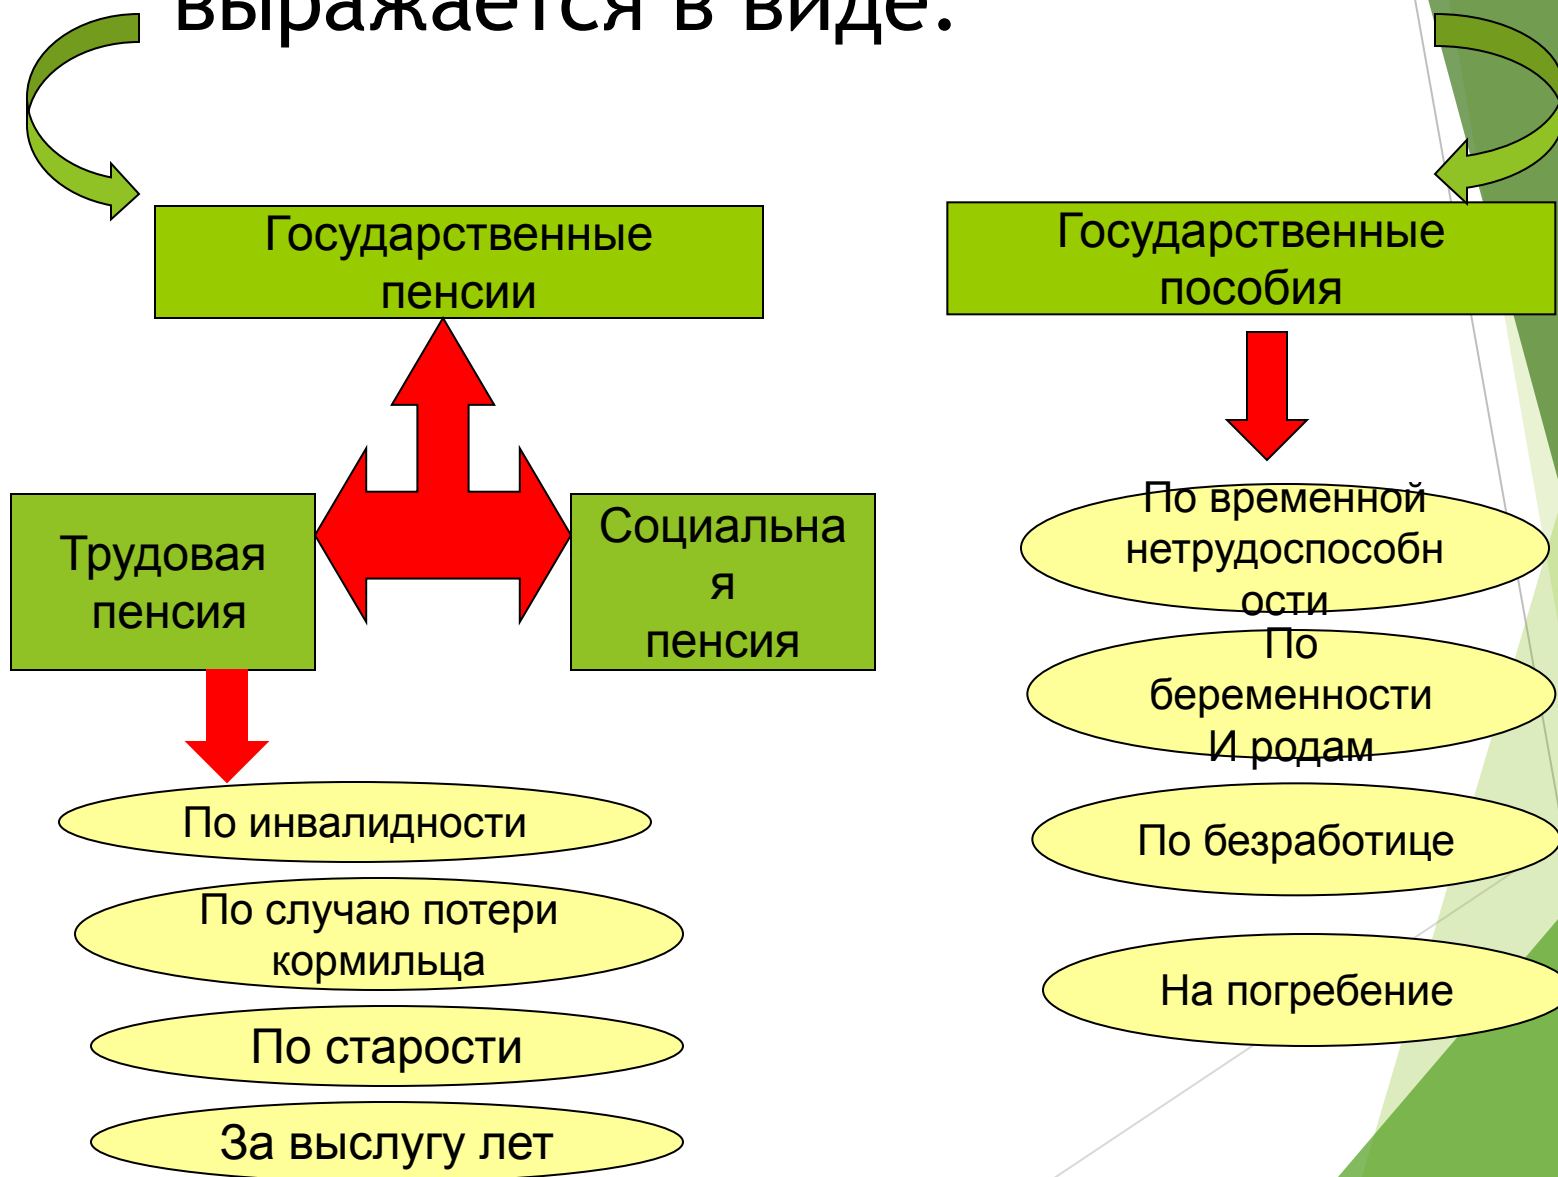 выражается в виде:
Государственные
пенсии
Трудовая
пенсия
Социальна
я
пенсия
По инвалидности
По случаю потери
кормильца
По старости
За выслугу лет
Государственные
пособия
По временной
нетрудоспособн
ости
По
беременности
И родам
По безработице
На погребение